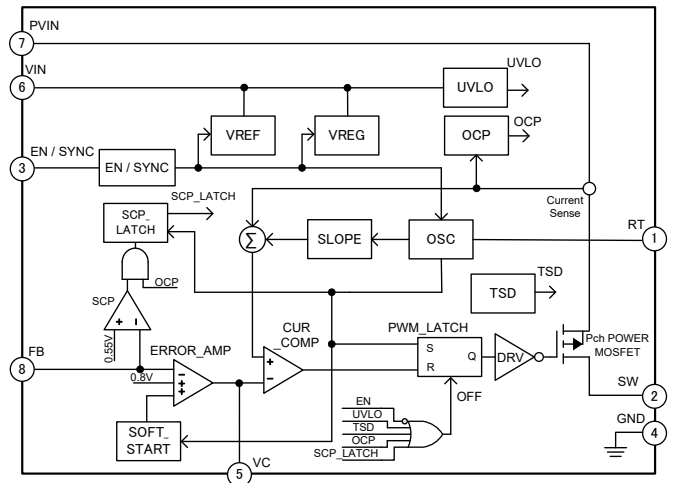 PVIN
7
VIN
6
UVLO
UVLO
VREF
VREG
OCP
OCP
EN / SYNC
3
EN / SYNC
SCP_LATCH
Current
Sense
SCP_
LATCH
Σ
SLOPE
OSC
RT
1
OCP
SCP
TSD
TSD
+
−
0.55V
CUR
_COMP
PWM_LATCH
Pch POWER
MOSFET
FB
8
ERROR_AMP
0.8V
−
+
+
+
−
S
R
Q
DRV
SW
2
OFF
EN
UVLO
TSD
OCP
SCP_LATCH
GND
4
SOFT_
START
VC
5